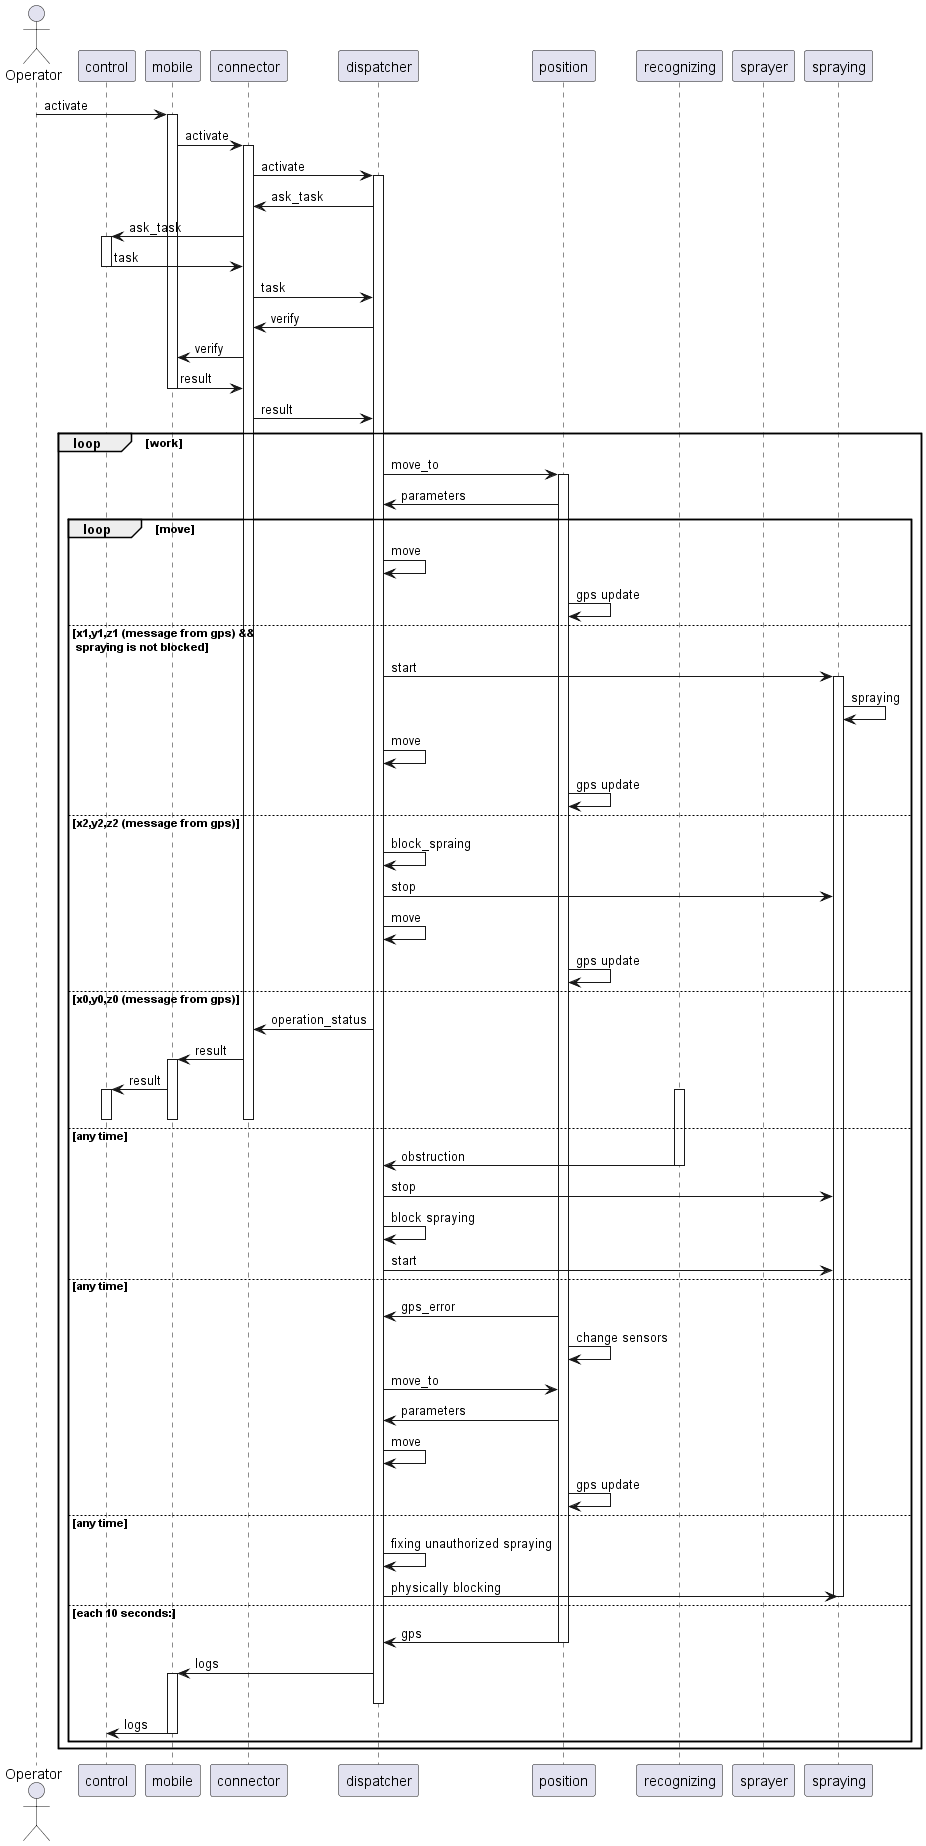 Operator
control
mobile
connector
dispatcher
position
recognizing
sprayer
spraying
activate
activate
activate
ask_task
ask_task
task
task
verify
verify
result
result
loop
[work]
move_to
parameters
loop
[move]
move
gps update
[x1,y1,z1 (message from gps) &&
spraying is not blocked]
start
spraying
move
gps update
[x2,y2,z2 (message from gps)]
block_spraing
stop
move
gps update
[x0,y0,z0 (message from gps)]
operation_status
result
result
[any time]
obstruction
stop
block spraying
start
[any time]
gps_error
change sensors
move_to
parameters
move
gps update
[any time]
fixing unauthorized spraying
physically blocking
[each 10 seconds:]
gps
logs
logs
Operator
control
mobile
connector
dispatcher
position
recognizing
sprayer
spraying